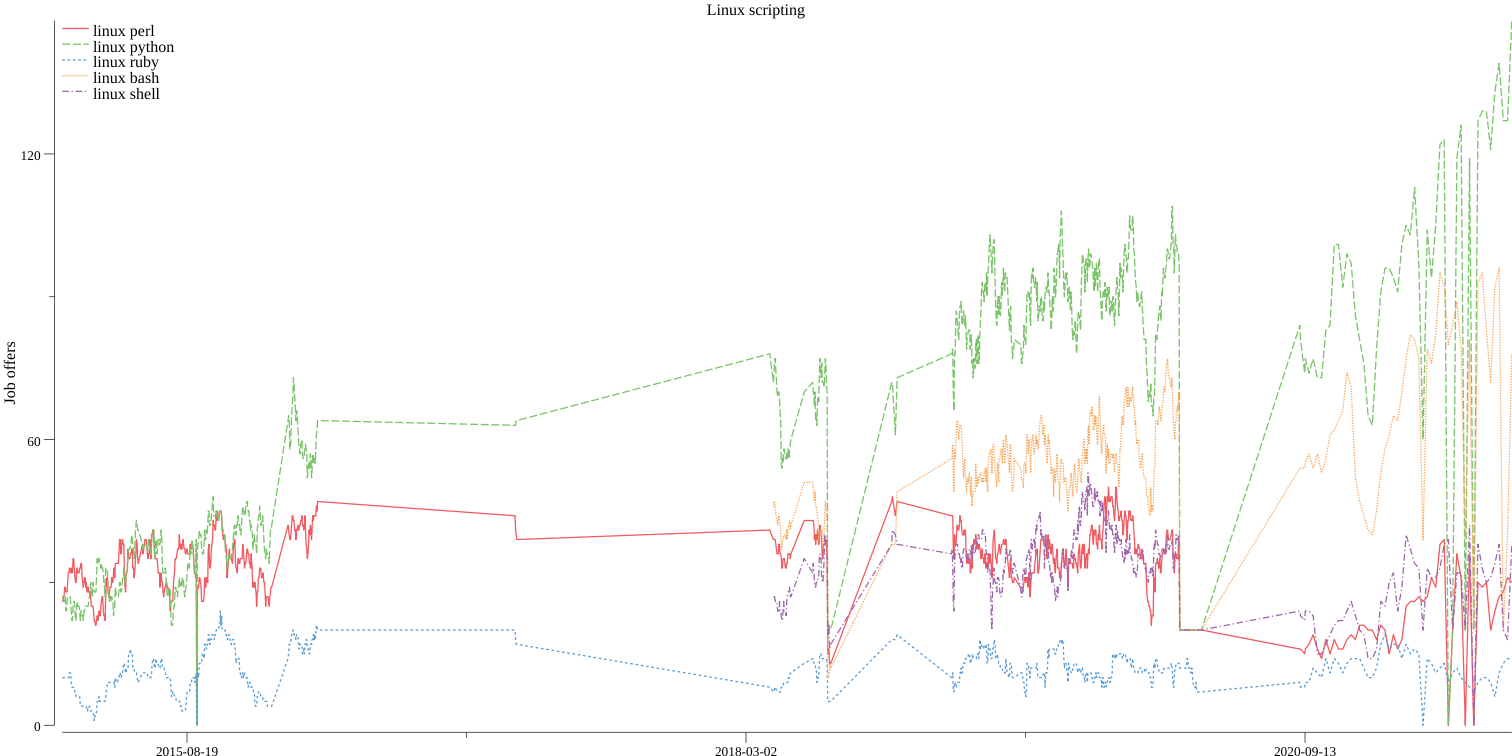 Linux scripting
linux perl
linux python
linux ruby
linux bash
linux shell
120
60
0
Job offers
2015-08-19
2018-03-02
2020-09-13